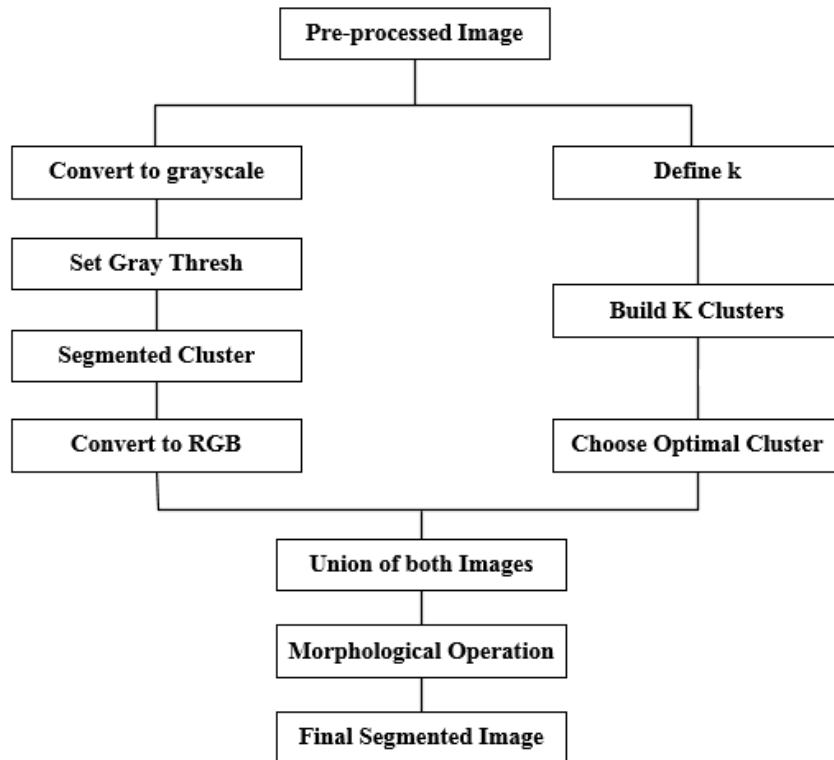 Pre-processed Image
Convert to grayscale
Set Gray Thresh
Segmented Cluster
Convert to RGB
Define k
Build K Clusters
Choose Optimal Cluster
Union of both Images
Morphological Operation
Final Segmented Image